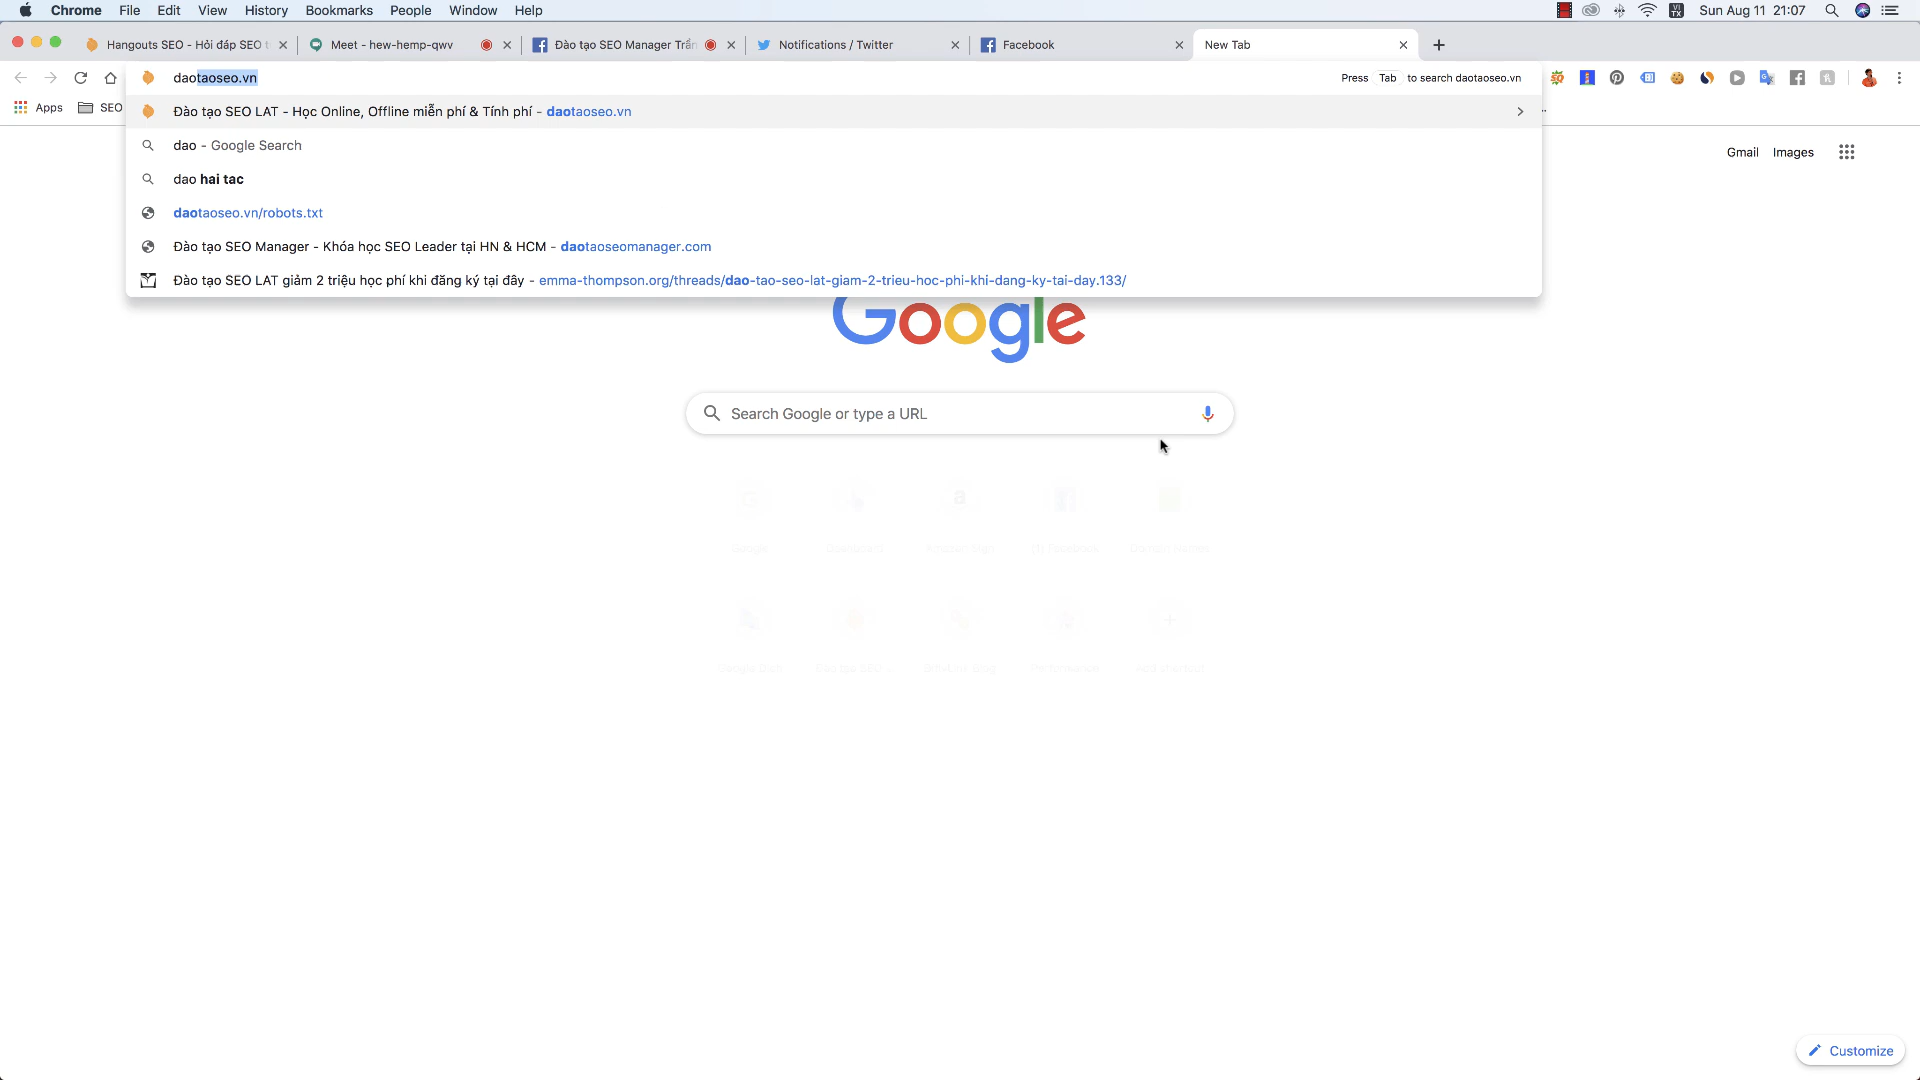 Chrome File Edit View History Bookmarks People Window Help Sun Aug 11 21:07
Hangouts SEO - Hỏi đáp SEO Meet - hew-hemp-qwv Đào tạo SEO Manager Trần Notifications / Twitter Facebook New Tab
daotaoseo.vn Press Tab to search daotaoseo.vn
Apps SEO
Đào tạo SEO LAT - Học Online, Offline miễn phí & Tính phí - daotaoseo.vn
dao - Google Search
Gmail Images
dao hai tac
daotaoseo.vn/robots.txt
Đào tạo SEO Manager - Khóa học SEO Leader tại HN & HCM - daotaoseomanager.com
Đào tạo SEO LAT giảm 2 triệu học phí khi đăng ký tại đây - emma-thompson.org/threads/dao-tao-seo-lat-giam-2-trieu-hoc-phi-khi-dang-ky-tai-day.133/
Google
Search Google or type a URL
Customize